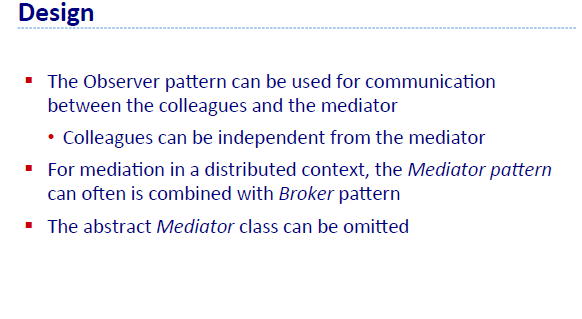 Design
The Observer pattern can be used for communication
between the colleagues and the mediator
Colleagues can be independent from the mediator
For mediation in a distributed context, the Mediator pattern
can often is combined with Broker pattern
The abstract Mediator class can be omitted